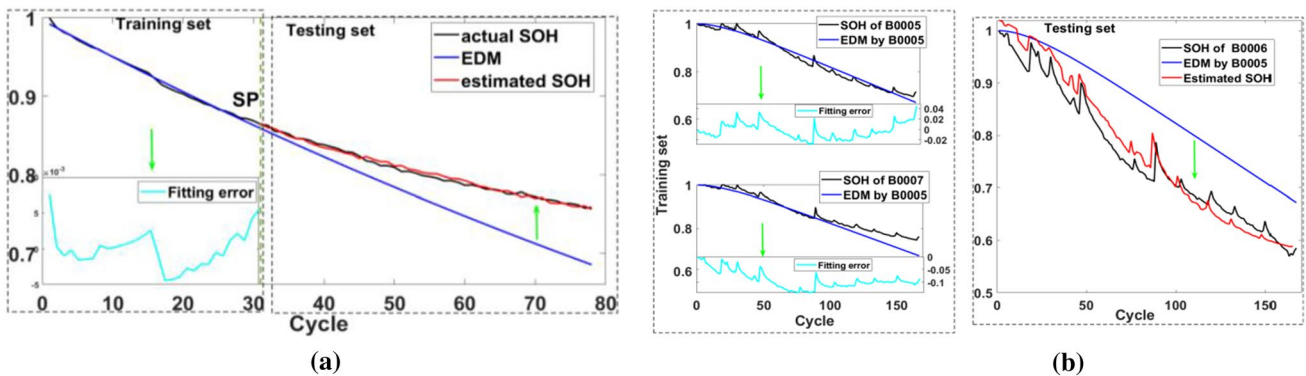 Training set
Testing set
actual SOH
EDM
estimated SOH
1
0.9
0.8
0.7
SP
Fitting error
5
0
-5
0 10 20 30 40 50 60 70 80
Cycle
(a)
Training set
SOH of B0005
EDM by B0005
1
0.8
0.6
Fitting error
0.04
0.02
0
-0.02
SOH of B0007
EDM by B0005
1
0.8
0.6
Fitting error
0
-0.05
-0.1
0 50 100 150
Cycle
Testing set
SOH of B0006
EDM by B0005
Estimated SOH
1
0.9
0.8
0.7
0.6
0.5
0 50 100 150
Cycle
(b)